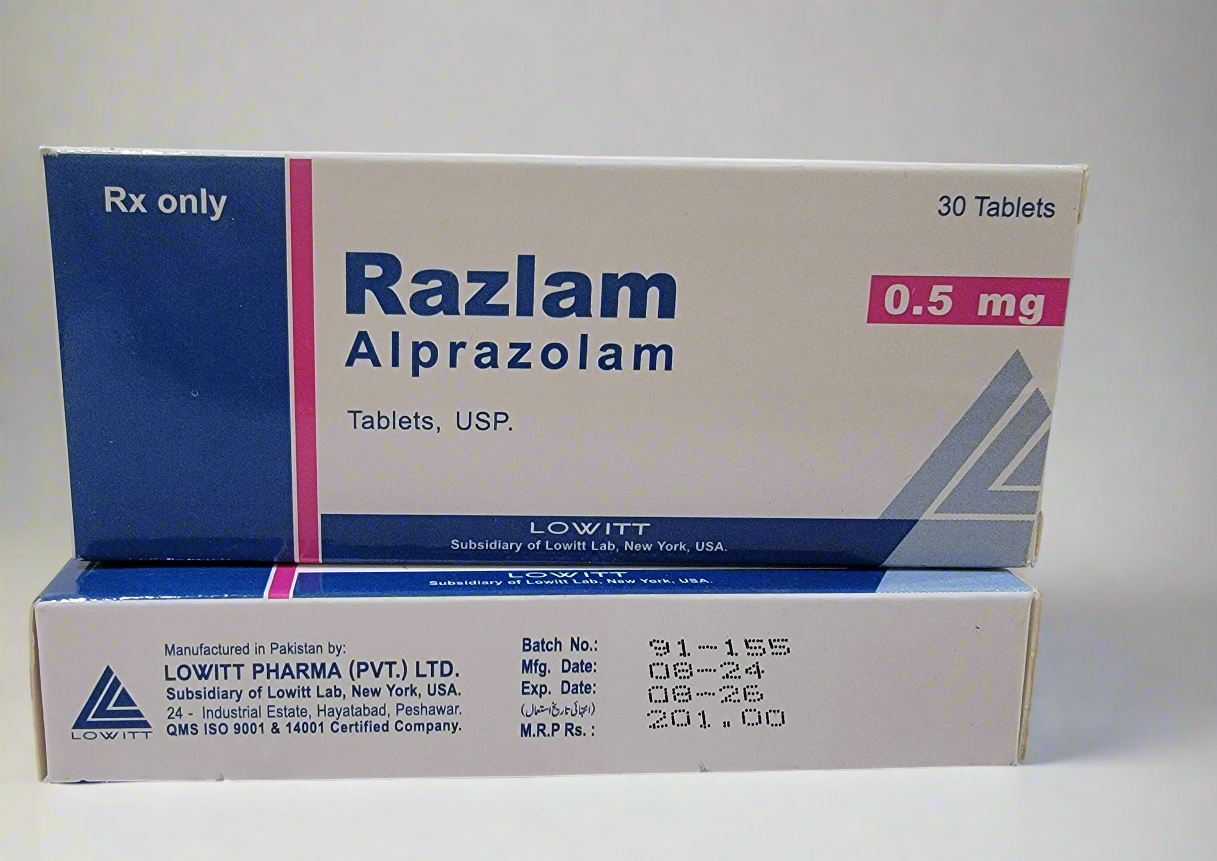 Rx only
30 Tablets
Razlam
0.5 mg
Alprazolam
Tablets, USP.
LOWITT
Subsidiary of Lowitt Lab, New York, USA.
LOWITT
Subsidiary of Lowitt Lab, New York, USA.
Manufactured in Pakistan by:
LOWITT PHARMA (PVT.) LTD.
Subsidiary of Lowitt Lab, New York, USA.
24 - Industrial Estate, Hayatabad, Peshawar.
QMS ISO 9001 & 14001 Certified Company.
LOWITT
Batch No.: 91-155
Mfg. Date: 08-24
Exp. Date: 08-26
(انتہائی تاریخ استعمال)
M.R.P Rs. : 201.00